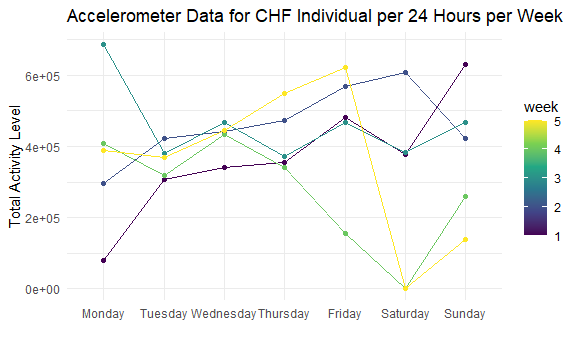 Accelerometer Data for CHF Individual per 24 Hours per Week
Total Activity Level
6e+05
4e+05
2e+05
0e+00
Monday Tuesday Wednesday Thursday Friday Saturday Sunday
week
5
4
3
2
1